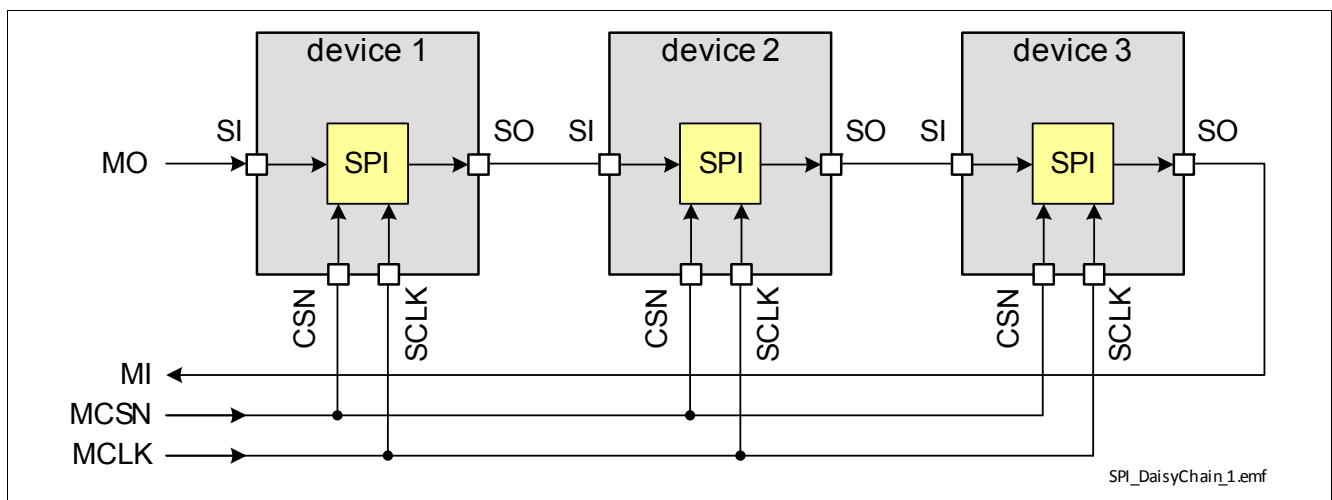 device 1
device 2
device 3
SI
SO
SI
SO
SI
SO
MO
SPI
SPI
SPI
CSN
SCLK
CSN
SCLK
CSN
SCLK
MI
MCSN
MCLK
SPI_DaisyChain_1.emf